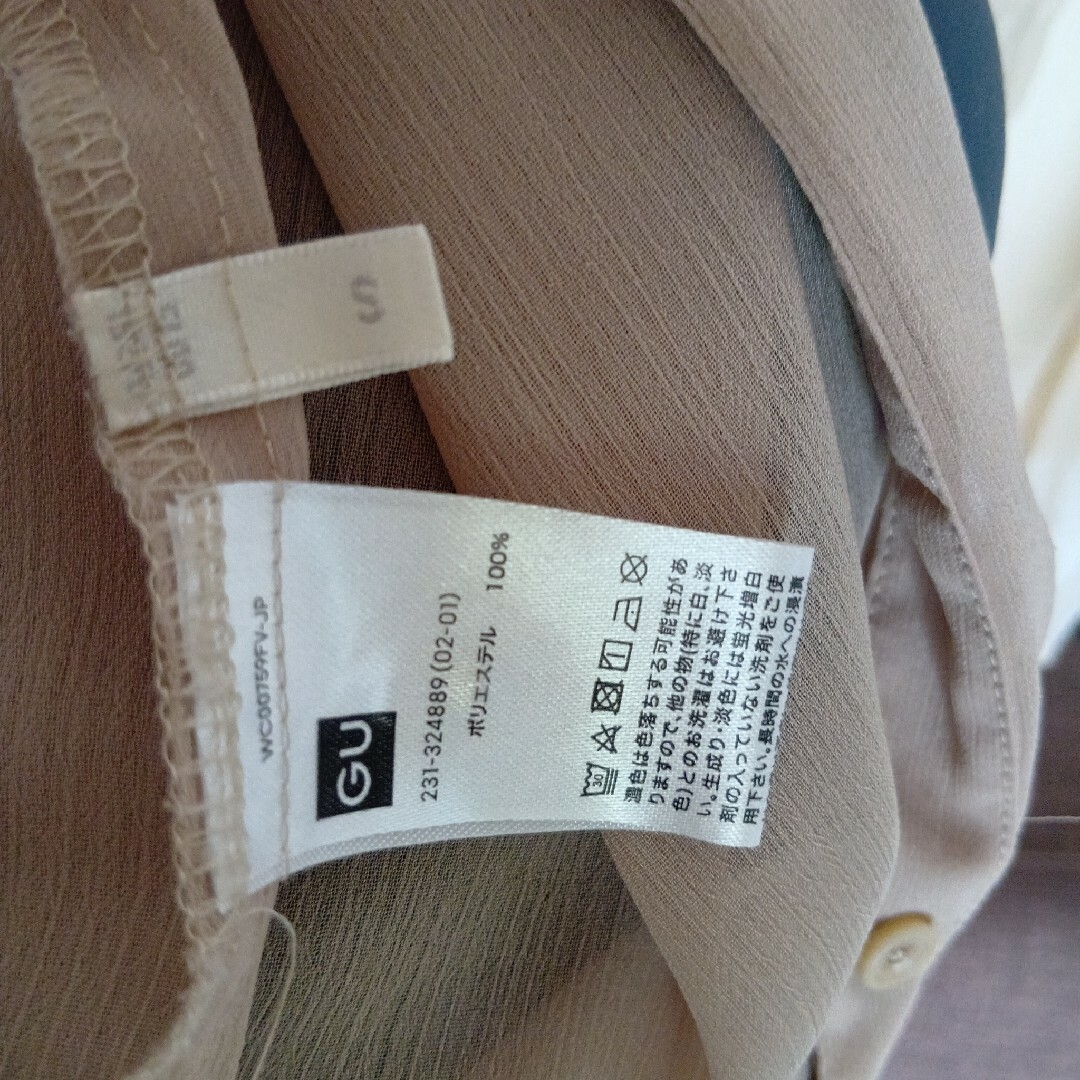 S
WC00759FV-JP
GU
231-324889(02-01)
ポリエステル 100%
30
濃色は色落ちする可能性があ
りますので、他の物(特に白、淡
色)とのお洗濯はお避け下さ
い。生成り・淡色には蛍光増白
剤の入っていない洗剤をご使
用下さい。長時間の水への浸漬